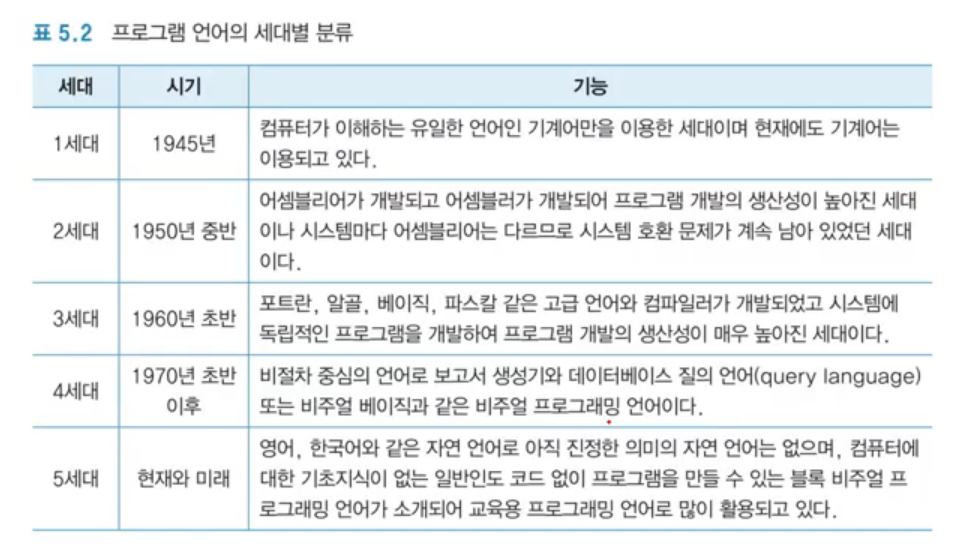 표 5.2 프로그램 언어의 세대별 분류
세대 시기 기능
1세대 1945년 컴퓨터가 이해하는 유일한 언어인 기계어만을 이용한 세대이며 현재에도 기계어는
이용되고 있다.
2세대 1950년 중반 어셈블리어가 개발되고 어셈블러가 개발되어 프로그램 개발의 생산성이 높아진 세대
이나 시스템마다 어셈블리어는 다르므로 시스템 호환 문제가 계속 남아 있었던 세대
이다.
3세대 1960년 초반 포트란, 알골, 베이직, 파스칼 같은 고급 언어와 컴파일러가 개발되었고 시스템에
독립적인 프로그램을 개발하여 프로그램 개발의 생산성이 매우 높아진 세대이다.
4세대 1970년 초반 이후 비절차 중심의 언어로 보고서 생성기와 데이터베이스 질의 언어(query language)
또는 비주얼 베이직과 같은 비주얼 프로그래밍 언어이다.
5세대 현재와 미래 영어, 한국어와 같은 자연 언어로 아직 진정한 의미의 자연 언어는 없으며, 컴퓨터에
대한 기초지식이 없는 일반인도 코드 없이 프로그램을 만들 수 있는 블록 비주얼 프
로그래밍 언어가 소개되어 교육용 프로그래밍 언어로 많이 활용되고 있다.